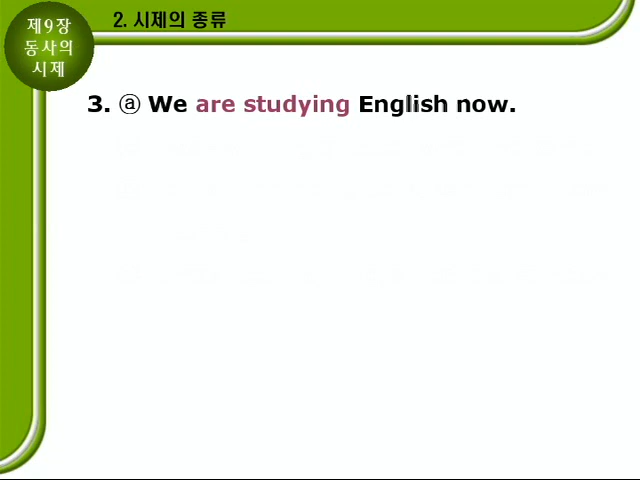 제9장
동사의
시제
2. 시제의 종류
3. ⓐ We are studying English now.